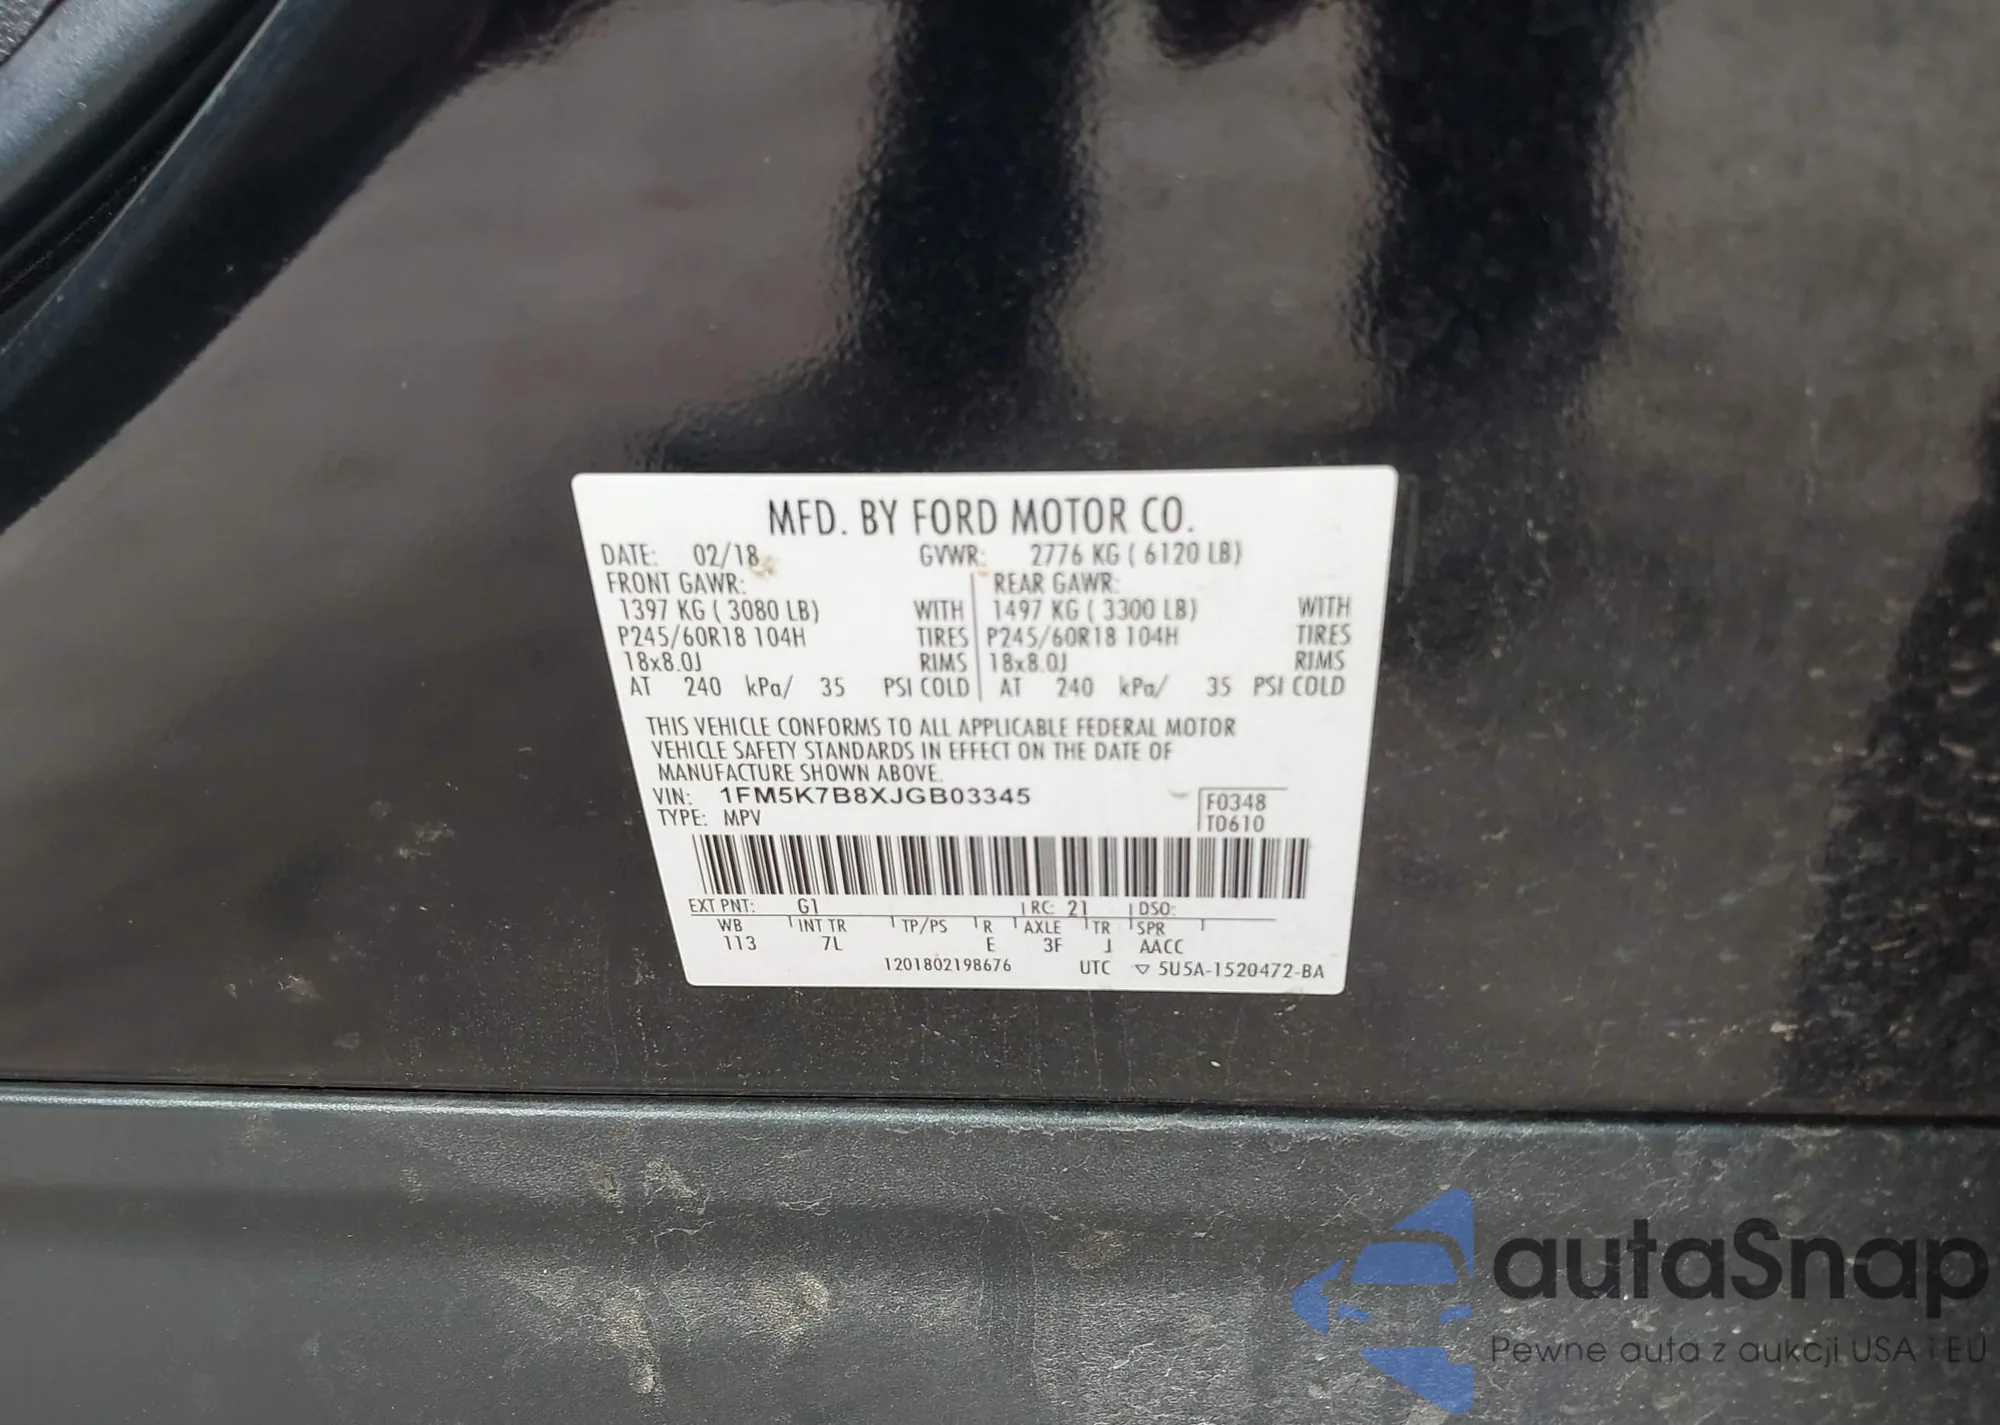 MFD. BY FORD MOTOR CO.
DATE: 02/18 GVWR: 2776 KG ( 6120 LB)
FRONT GAWR: REAR GAWR:
1397 KG ( 3080 LB) WITH 1497 KG ( 3300 LB) WITH
P245/60R18 104H TIRES P245/60R18 104H TIRES
18x8.0J RIMS 18x8.0J RIMS
AT 240 kPa/ 35 PSI COLD AT 240 kPa/ 35 PSI COLD
THIS VEHICLE CONFORMS TO ALL APPLICABLE FEDERAL MOTOR
VEHICLE SAFETY STANDARDS IN EFFECT ON THE DATE OF
MANUFACTURE SHOWN ABOVE.
VIN: 1FM5K7B8XJGB03345 F0348
TYPE: MPV T0610
EXT PNT: G1 RC: 21 DSO:
WB INT TR TP/PS R AXLE TR SPR
113 7L E 3F J AACC
1201802198676 UTC ▽ 5U5A-1520472-BA
autaSnap
Pewne auta z aukcji USA i EU